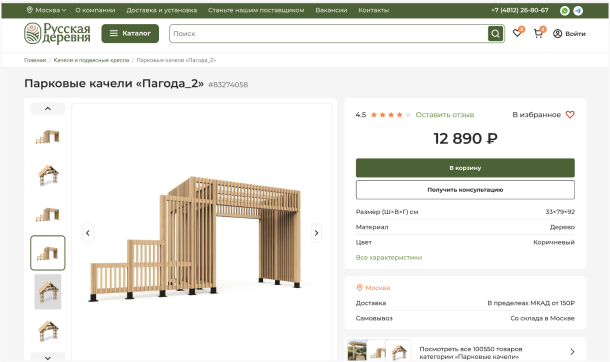 Москва
О компании
Доставка и установка
Станьте нашим поставщиком
Вакансии
Контакты
+7 (4812) 26-80-67
Русская
деревня
Каталог
Поиск
Войти
Главная / Качели и подвесные кресла / Парковые качели «Пагода_2»
Парковые качели «Пагода_2» #83274058
4.5 Оставить отзыв
В избранное
12 890 ₽
В корзину
Получить консультацию
Размер (Ш×В×Г) см 33×79×92
Материал Дерево
Цвет Коричневый
Все характеристики
Москва
Доставка В пределеах МКАД от 150₽
Самовывоз Со склада в Москве
Посмотреть все 100550 товаров
категории «Парковые качели»